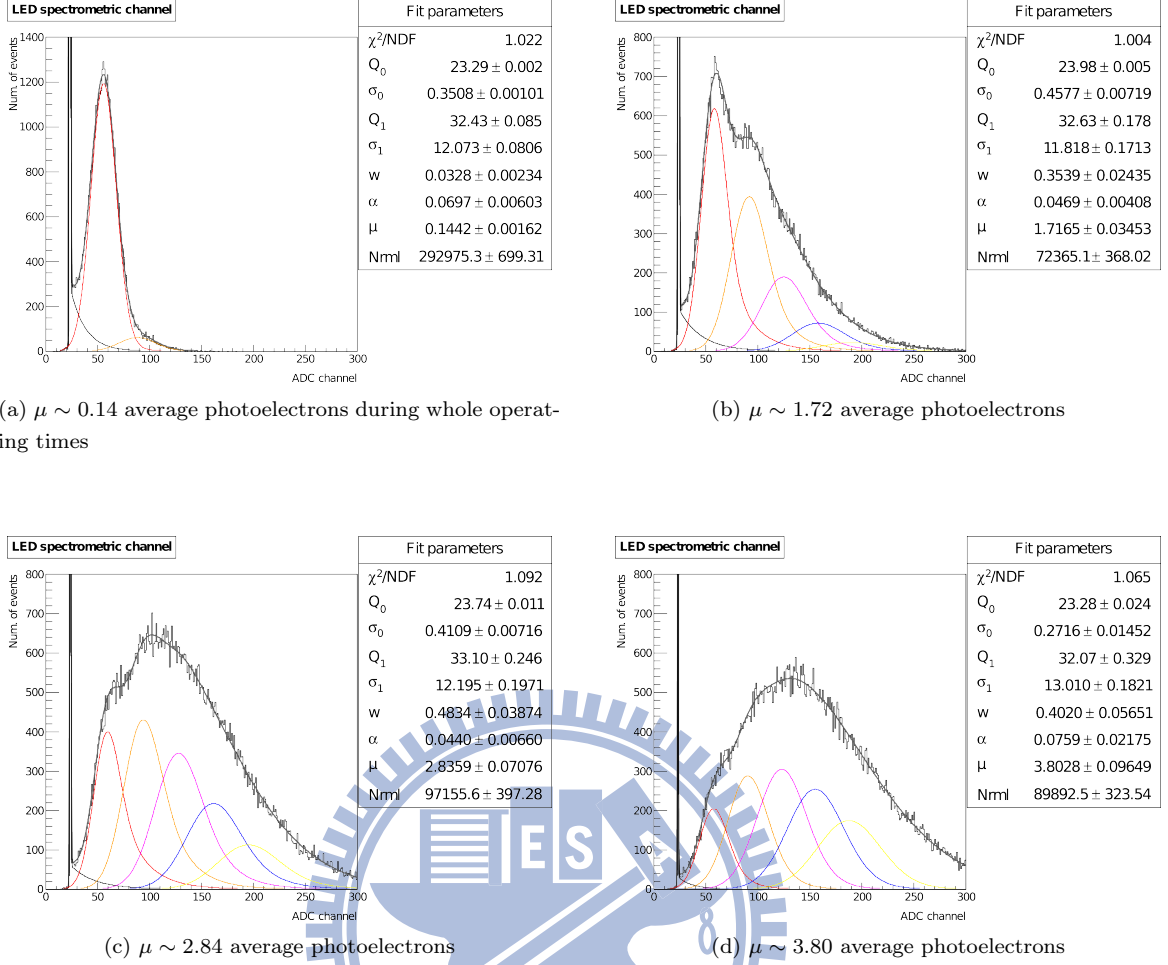 LED spectrometric channel
Fit parameters
χ²/NDF 1.022
Q₀ 23.29 ± 0.002
σ₀ 0.3508 ± 0.00101
Q₁ 32.43 ± 0.085
σ₁ 12.073 ± 0.0806
w 0.0328 ± 0.00234
α 0.0697 ± 0.00603
μ 0.1442 ± 0.00162
Nrml 292975.3 ± 699.31
Num. of events
1400
1200
1000
800
600
400
200
0
0 50 100 150 200 250 300
ADC channel
(a) μ ∼ 0.14 average photoelectrons during whole operat-
ing times
LED spectrometric channel
Fit parameters
χ²/NDF 1.004
Q₀ 23.98 ± 0.005
σ₀ 0.4577 ± 0.00719
Q₁ 32.63 ± 0.178
σ₁ 11.818 ± 0.1713
w 0.3539 ± 0.02435
α 0.0469 ± 0.00408
μ 1.7165 ± 0.03453
Nrml 72365.1 ± 368.02
Num. of events
800
700
600
500
400
300
200
100
0
0 50 100 150 200 250 300
ADC channel
(b) μ ∼ 1.72 average photoelectrons
LED spectrometric channel
Fit parameters
χ²/NDF 1.092
Q₀ 23.74 ± 0.011
σ₀ 0.4109 ± 0.00716
Q₁ 33.10 ± 0.246
σ₁ 12.195 ± 0.1971
w 0.4834 ± 0.03874
α 0.0440 ± 0.00660
μ 2.8359 ± 0.07076
Nrml 97155.6 ± 397.28
Num. of events
800
700
600
500
400
300
200
100
0
0 50 100 150 200 250 300
ADC channel
(c) μ ∼ 2.84 average photoelectrons
LED spectrometric channel
Fit parameters
χ²/NDF 1.065
Q₀ 23.28 ± 0.024
σ₀ 0.2716 ± 0.01452
Q₁ 32.07 ± 0.329
σ₁ 13.010 ± 0.1821
w 0.4020 ± 0.05651
α 0.0759 ± 0.02175
μ 3.8028 ± 0.09649
Nrml 89892.5 ± 323.54
Num. of events
800
700
600
500
400
300
200
100
0
0 50 100 150 200 250 300
ADC channel
(d) μ ∼ 3.80 average photoelectrons
ES